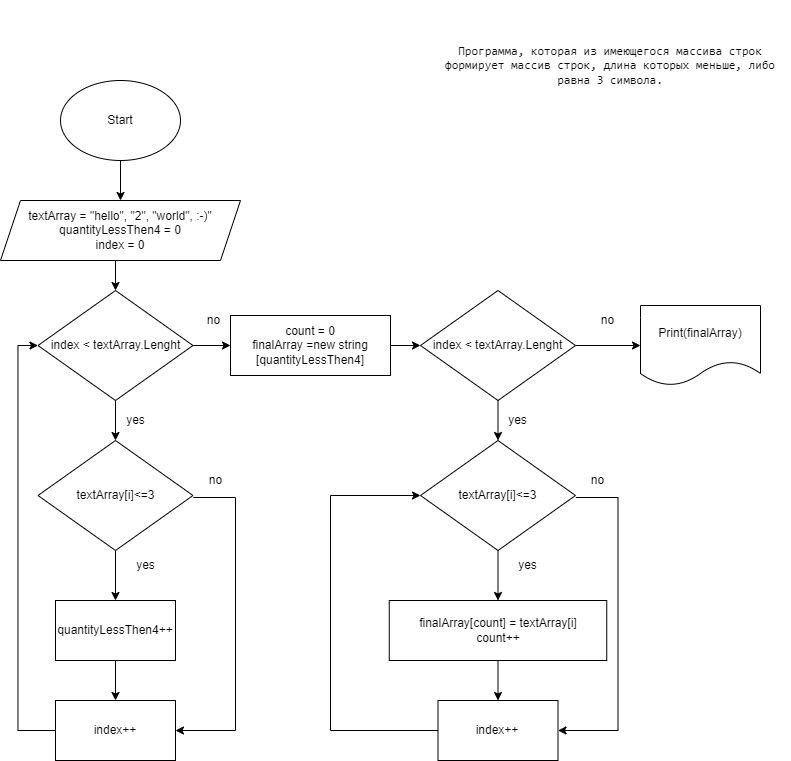 Программа, которая из имеющегося массива строк
формирует массив строк, длина которых меньше, либо
равна 3 символа.
Start
textArray = "hello", "2", "world", :-)"
quantityLessThen4 = 0
index = 0
index < textArray.Lenght
no
count = 0
finalArray =new string
[quantityLessThen4]
index < textArray.Lenght
no
Print(finalArray)
yes
yes
textArray[i]<=3
no
textArray[i]<=3
no
yes
yes
quantityLessThen4++
finalArray[count] = textArray[i]
count++
index++
index++